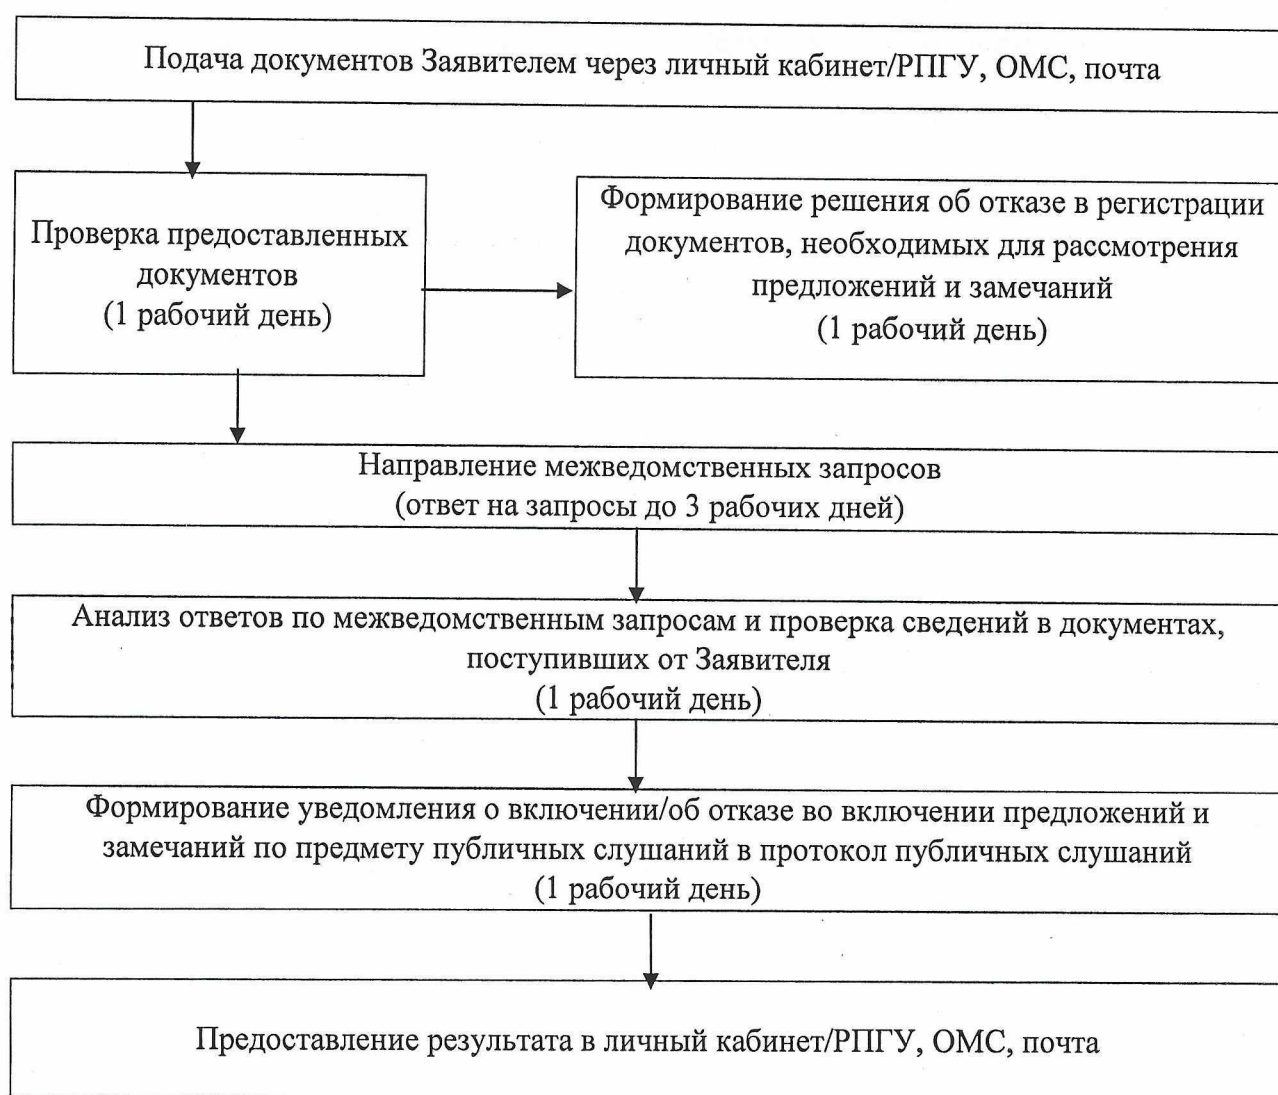 Подача документов Заявителем через личный кабинет/РПГУ, ОМС, почта
Проверка предоставленных
документов
(1 рабочий день)
Формирование решения об отказе в регистрации
документов, необходимых для рассмотрения
предложений и замечаний
(1 рабочий день)
Направление межведомственных запросов
(ответ на запросы до 3 рабочих дней)
Анализ ответов по межведомственным запросам и проверка сведений в документах,
поступивших от Заявителя
(1 рабочий день)
Формирование уведомления о включении/об отказе во включении предложений и
замечаний по предмету публичных слушаний в протокол публичных слушаний
(1 рабочий день)
Предоставление результата в личный кабинет/РПГУ, ОМС, почта